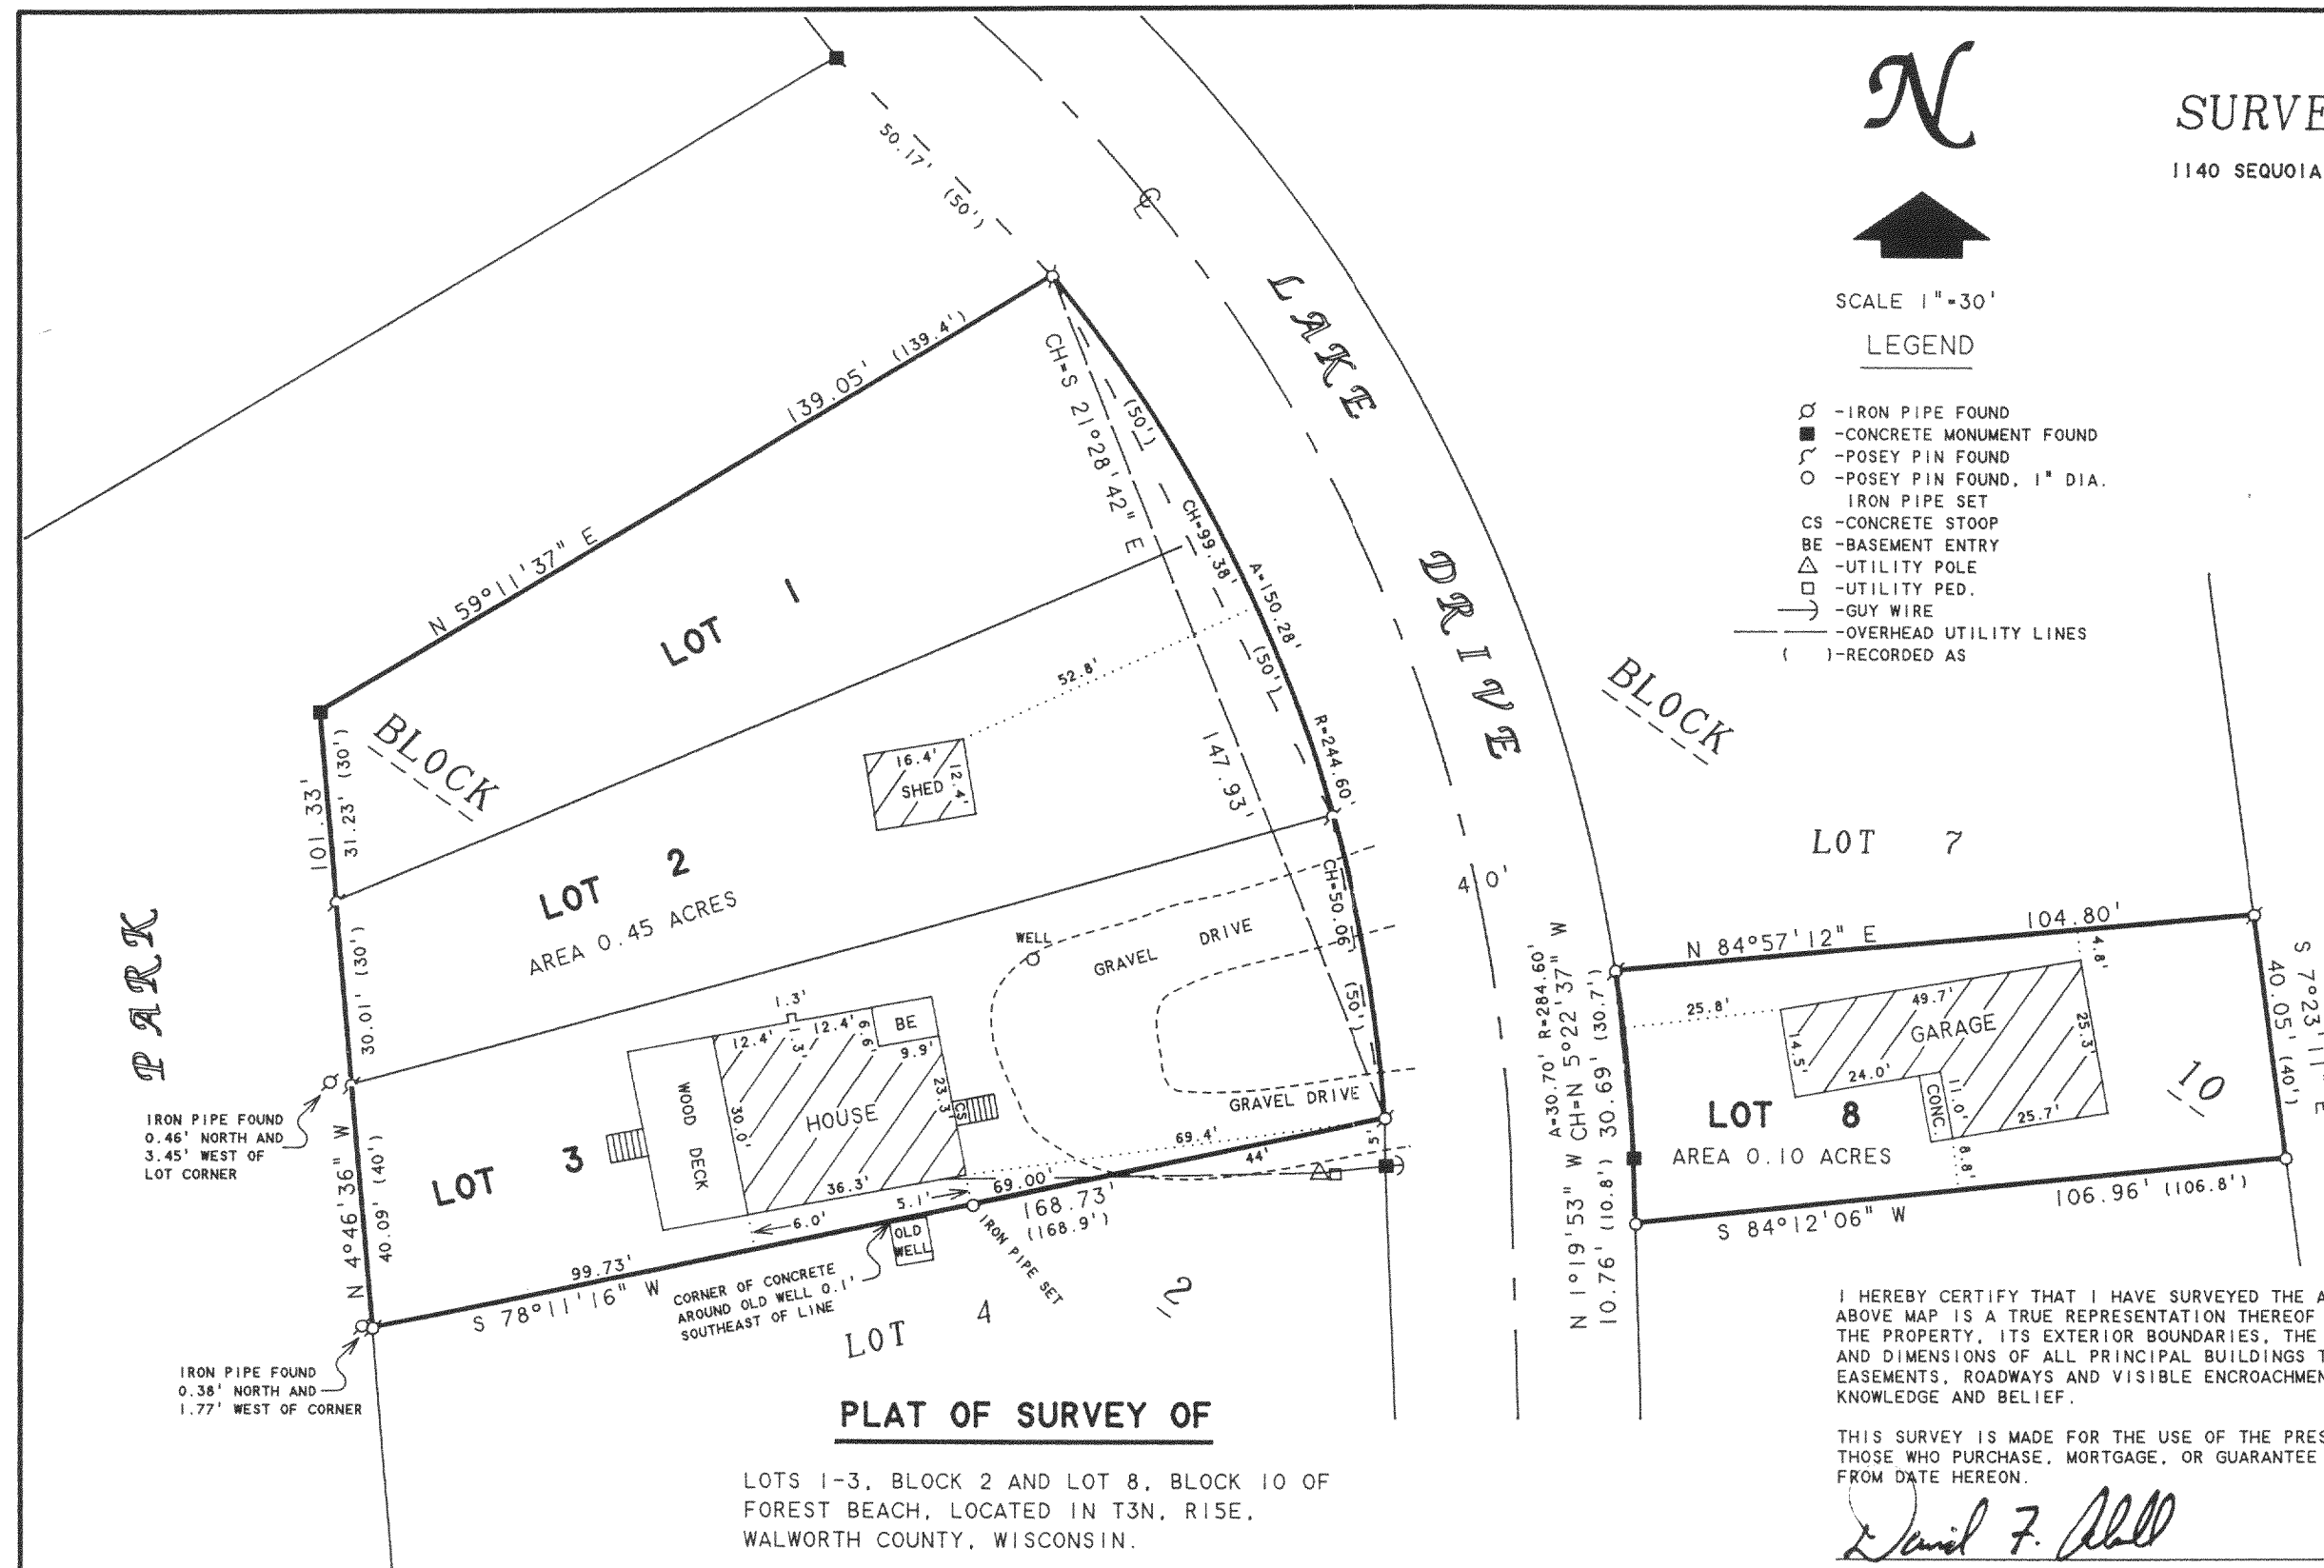 50.17'
(50')
℄
LAKE
DRIVE
40'
139.05' (139.4')
N 59°11'37" E
CH=S 21°28'42" E
147.93'
(50')
CH=99.38'
A=150.28'
(50')
R=244.60'
CH=50.06'
(50')
LOT 1
BLOCK
101.33'
31.23' (30')
52.8'
16.4'
12.4'
SHED
LOT 2
AREA 0.45 ACRES
30.01' (30')
PARK
IRON PIPE FOUND
0.46' NORTH AND
3.45' WEST OF
LOT CORNER
N 4°46'36" W
40.09' (40')
WELL
GRAVEL DRIVE
GRAVEL DRIVE
1.3'
1.3'
12.4'
12.4'
6.6'
BE
9.9'
23.3'
CS
WOOD DECK
30.0'
HOUSE
36.3'
LOT 3
69.4'
44'
5'
5.1'
6.0'
69.00'
168.73'
(168.9')
IRON PIPE SET
OLD
WELL
99.73'
S 78°11'16" W
CORNER OF CONCRETE
AROUND OLD WELL 0.1'
SOUTHEAST OF LINE
LOT 4
2
IRON PIPE FOUND
0.38' NORTH AND
1.77' WEST OF CORNER
PLAT OF SURVEY OF
LOTS 1-3, BLOCK 2 AND LOT 8, BLOCK 10 OF
FOREST BEACH, LOCATED IN T3N, R15E,
WALWORTH COUNTY, WISCONSIN.
N
SURVE
1140 SEQUOIA
SCALE 1"=30'
LEGEND
-IRON PIPE FOUND
-CONCRETE MONUMENT FOUND
-POSEY PIN FOUND
-POSEY PIN FOUND, 1" DIA.
IRON PIPE SET
CS -CONCRETE STOOP
BE -BASEMENT ENTRY
-UTILITY POLE
-UTILITY PED.
-GUY WIRE
-OVERHEAD UTILITY LINES
( )-RECORDED AS
BLOCK
LOT 7
N 84°57'12" E
104.80'
4.8'
25.8'
49.7'
GARAGE
14.5'
24.0'
25.3'
CONC.
11.0'
25.7'
8.8'
LOT 8
AREA 0.10 ACRES
10
S 7°23'11" E
40.05' (40')
A=30.70' R=284.60'
CH=N 5°22'37" W
30.69' (30.7')
N 1°19'53" W
10.76' (10.8')
S 84°12'06" W
106.96' (106.8')
I HEREBY CERTIFY THAT I HAVE SURVEYED THE A
ABOVE MAP IS A TRUE REPRESENTATION THEREOF
THE PROPERTY, ITS EXTERIOR BOUNDARIES, THE
AND DIMENSIONS OF ALL PRINCIPAL BUILDINGS T
EASEMENTS, ROADWAYS AND VISIBLE ENCROACHMEN
KNOWLEDGE AND BELIEF.
THIS SURVEY IS MADE FOR THE USE OF THE PRES
THOSE WHO PURCHASE, MORTGAGE, OR GUARANTEE
FROM DATE HEREON.
David F.